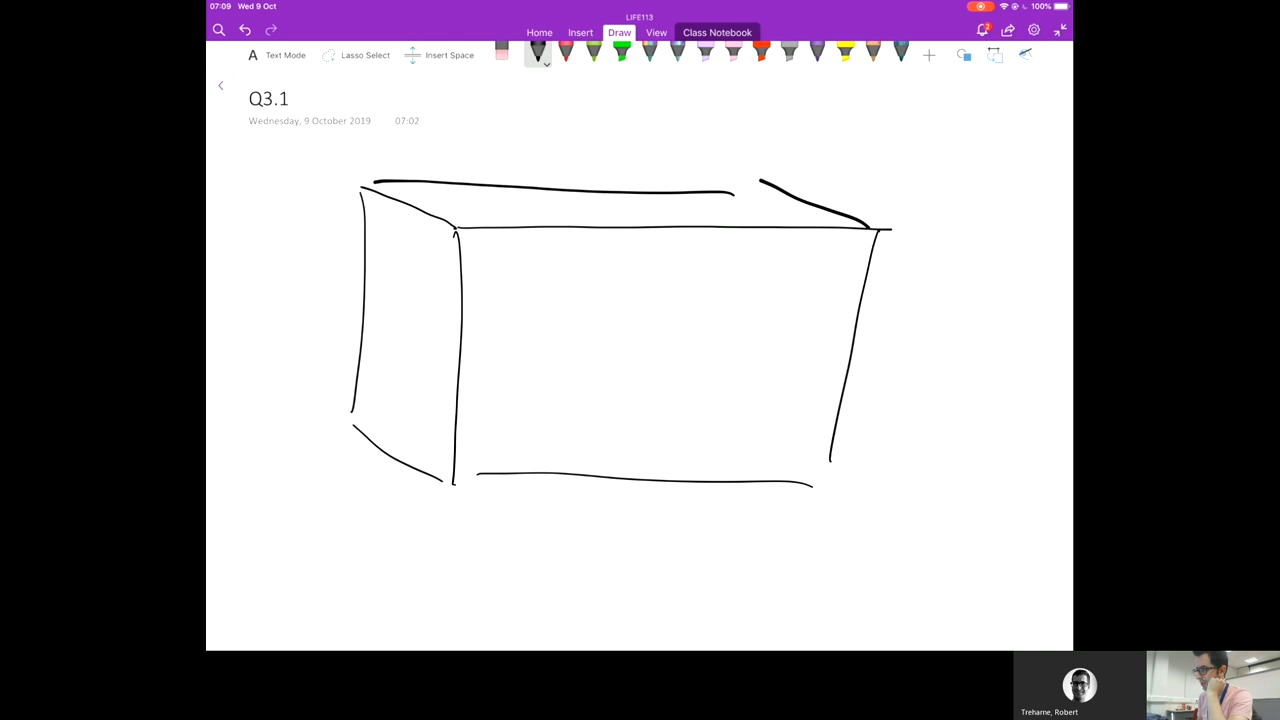 07:09 Wed 9 Oct
100%
LIFE113
Home Insert Draw View Class Notebook
2
A Text Mode Lasso Select Insert Space
Q3.1
Wednesday, 9 October 2019 07:02
Treharne, Robert